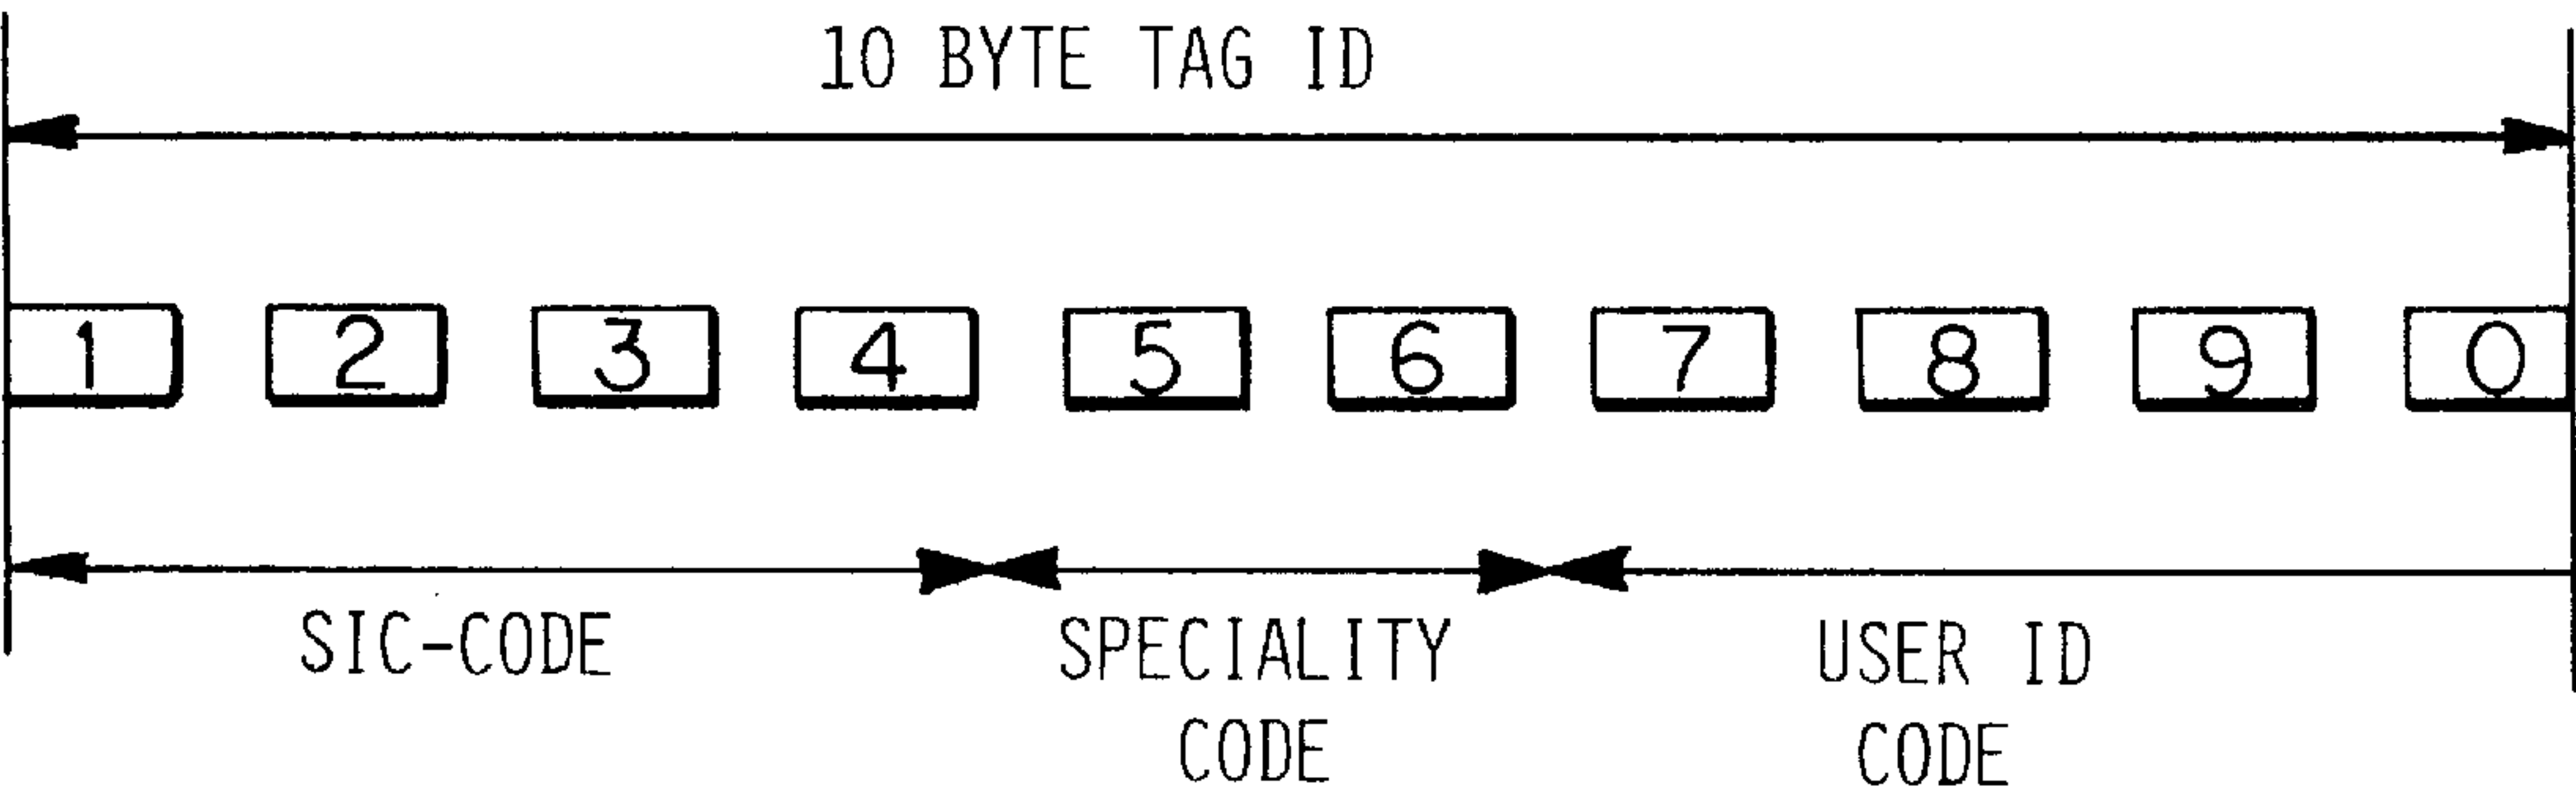 10 BYTE TAG ID
1 2 3 4 5 6 7 8 9 0
SIC-CODE
SPECIALITY
CODE
USER ID
CODE